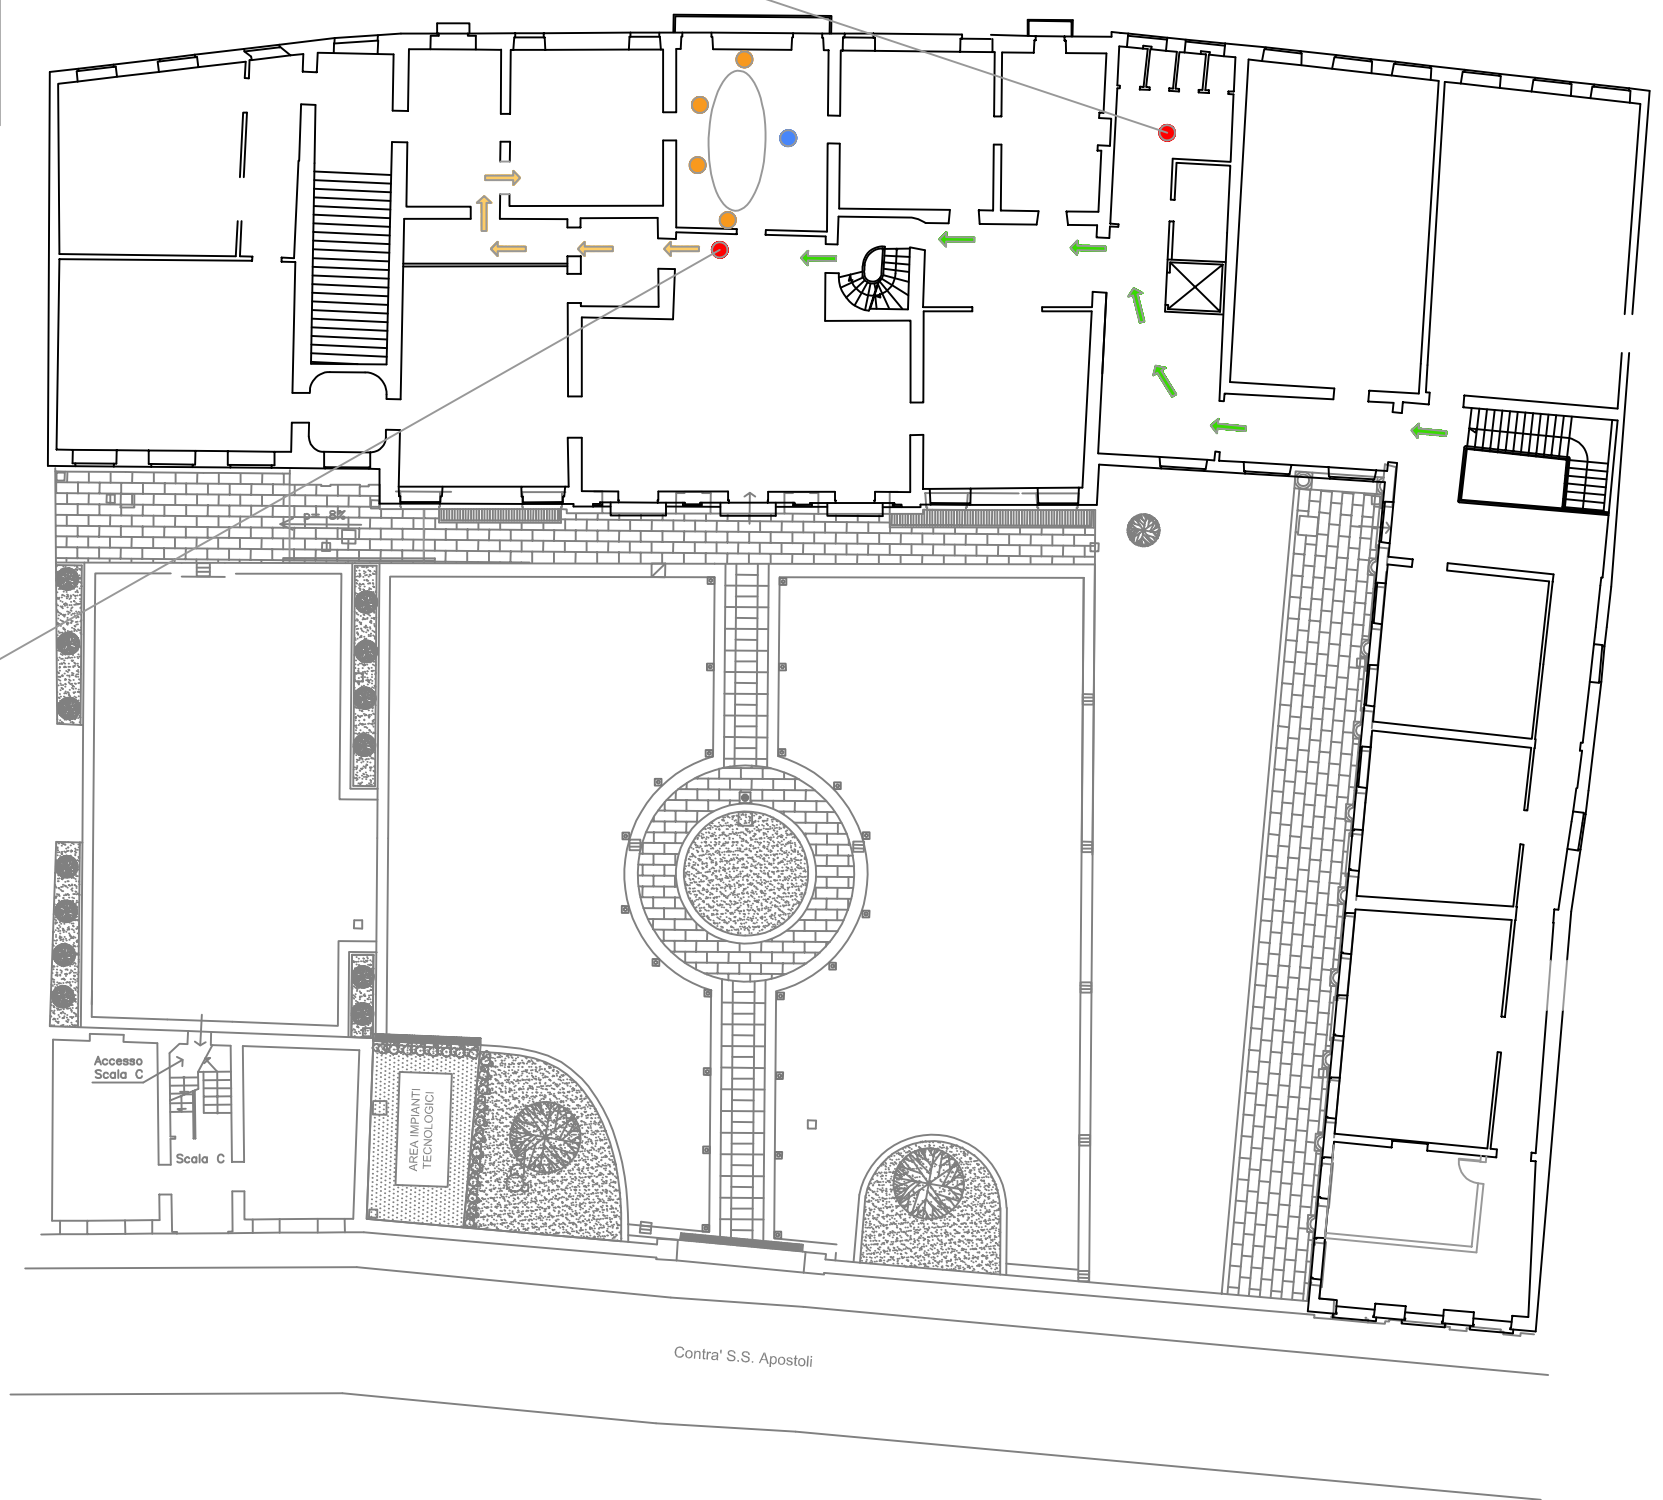 Accesso
Scala C
Scala C
AREA IMPIANTI
TECNOLOGICI
Contra' S.S. Apostoli